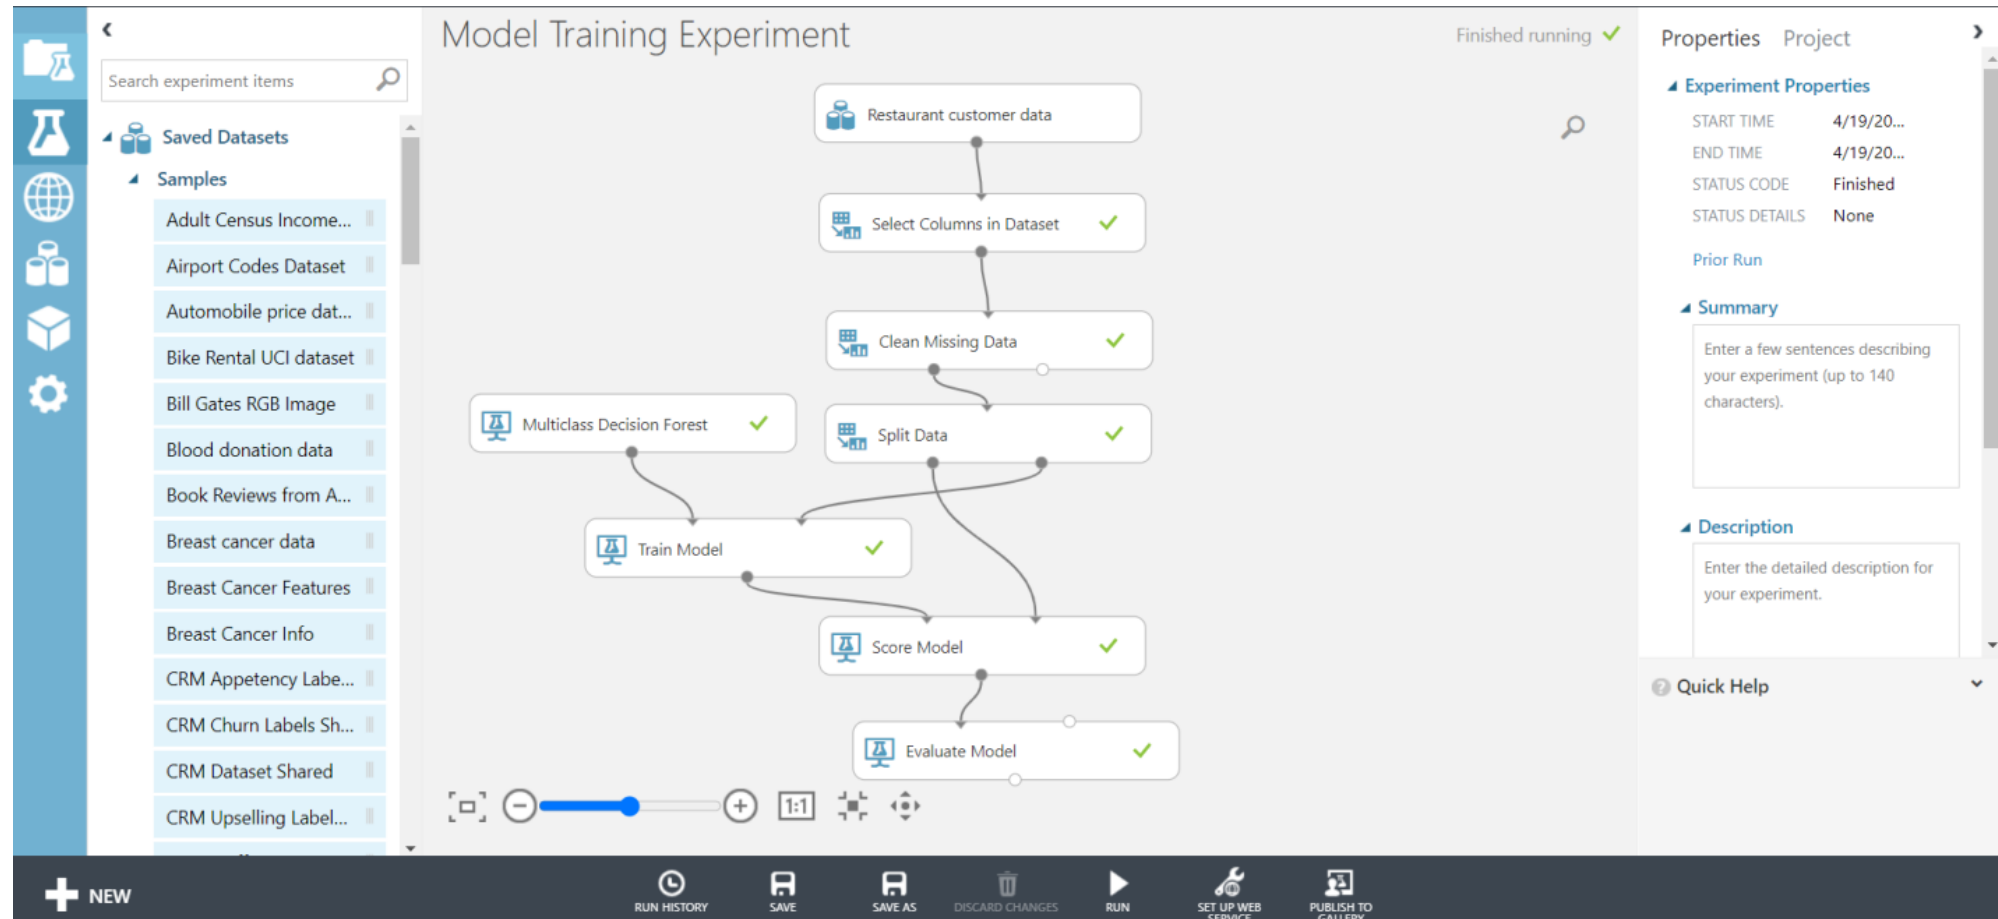 Model Training Experiment
Finished running
Search experiment items
Saved Datasets
Samples
Adult Census Income...
Airport Codes Dataset
Automobile price dat...
Bike Rental UCI dataset
Bill Gates RGB Image
Blood donation data
Book Reviews from A...
Breast cancer data
Breast Cancer Features
Breast Cancer Info
CRM Appetency Labe...
CRM Churn Labels Sh...
CRM Dataset Shared
CRM Upselling Label...
Restaurant customer data
Select Columns in Dataset
Clean Missing Data
Multiclass Decision Forest
Split Data
Train Model
Score Model
Evaluate Model
1:1
Properties Project
Experiment Properties
START TIME 4/19/20...
END TIME 4/19/20...
STATUS CODE Finished
STATUS DETAILS None
Prior Run
Summary
Enter a few sentences describing
your experiment (up to 140
characters).
Description
Enter the detailed description for
your experiment.
Quick Help
NEW
RUN HISTORY
SAVE
SAVE AS
DISCARD CHANGES
RUN
SET UP WEB
SERVICE
PUBLISH TO
GALLERY